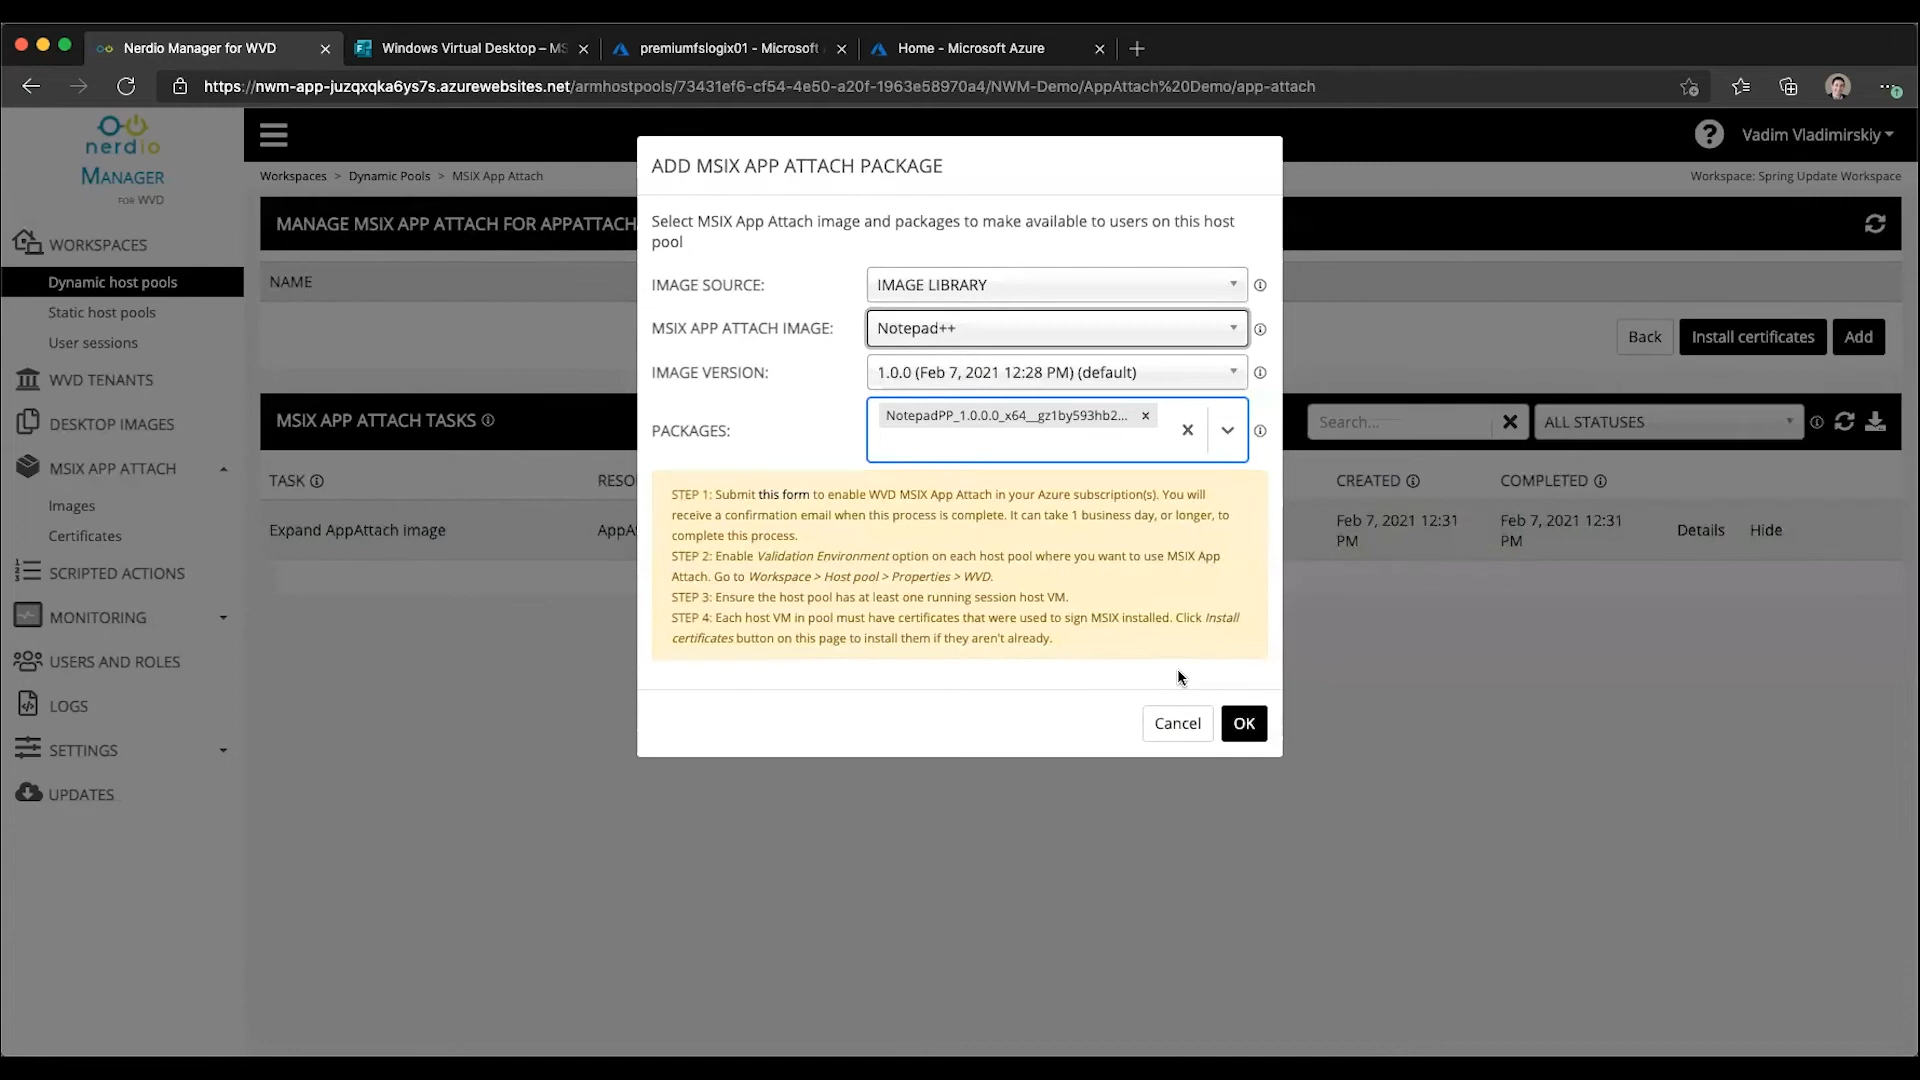 Nerdio Manager for WVD
Windows Virtual Desktop – MS
premiumfslogix01 - Microsoft
Home - Microsoft Azure
https://nwm-app-juzqxqka6ys7s.azurewebsites.net/armhostpools/73431ef6-cf54-4e50-a20f-1963e58970a4/NWM-Demo/AppAttach%20Demo/app-attach
nerdio
MANAGER
FOR WVD
Vadim Vladimirskiy
Workspaces > Dynamic Pools > MSIX App Attach
Workspace: Spring Update Workspace
WORKSPACES
Dynamic host pools
Static host pools
User sessions
WVD TENANTS
DESKTOP IMAGES
MSIX APP ATTACH
Images
Certificates
SCRIPTED ACTIONS
MONITORING
USERS AND ROLES
LOGS
SETTINGS
UPDATES
MANAGE MSIX APP ATTACH FOR APPATTACH
NAME
Back
Install certificates
Add
MSIX APP ATTACH TASKS
Search...
ALL STATUSES
TASK
RESO
CREATED
COMPLETED
Expand AppAttach image
Feb 7, 2021 12:31
PM
Feb 7, 2021 12:31
PM
Details
Hide
ADD MSIX APP ATTACH PACKAGE
Select MSIX App Attach image and packages to make available to users on this host
pool
IMAGE SOURCE:
IMAGE LIBRARY
MSIX APP ATTACH IMAGE:
Notepad++
IMAGE VERSION:
1.0.0 (Feb 7, 2021 12:28 PM) (default)
PACKAGES:
NotepadPP_1.0.0.0_x64__gz1by593hb2...
STEP 1: Submit this form to enable WVD MSIX App Attach in your Azure subscription(s). You will
receive a confirmation email when this process is complete. It can take 1 business day, or longer, to
complete this process.
STEP 2: Enable Validation Environment option on each host pool where you want to use MSIX App
Attach. Go to Workspace > Host pool > Properties > WVD.
STEP 3: Ensure the host pool has at least one running session host VM.
STEP 4: Each host VM in pool must have certificates that were used to sign MSIX installed. Click Install
certificates button on this page to install them if they aren't already.
Cancel
OK